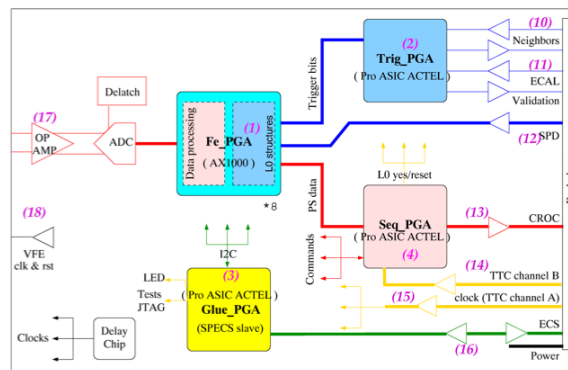 (10)
Neighbors
(2)
Trig_PGA
( Pro ASIC ACTEL)
(11)
ECAL
Validation
Delatch
(17)
OP
AMP
ADC
Data processing
(1)
Fe_PGA
( AX1000 )
L0 structures
*8
Trigger bits
SPD
(12)
PS data
L0 yes/reset
Seq_PGA
( Pro ASIC ACTEL)
(4)
(13)
CROC
(18)
VFE
clk & rst
I2C
Commands
(14)
TTC channel B
(15)
clock (TTC channel A)
LED
Tests
JTAG
(3)
(Pro ASIC ACTEL)
Glue_PGA
(SPECS slave)
ECS
(16)
Power
Clocks
Delay
Chip